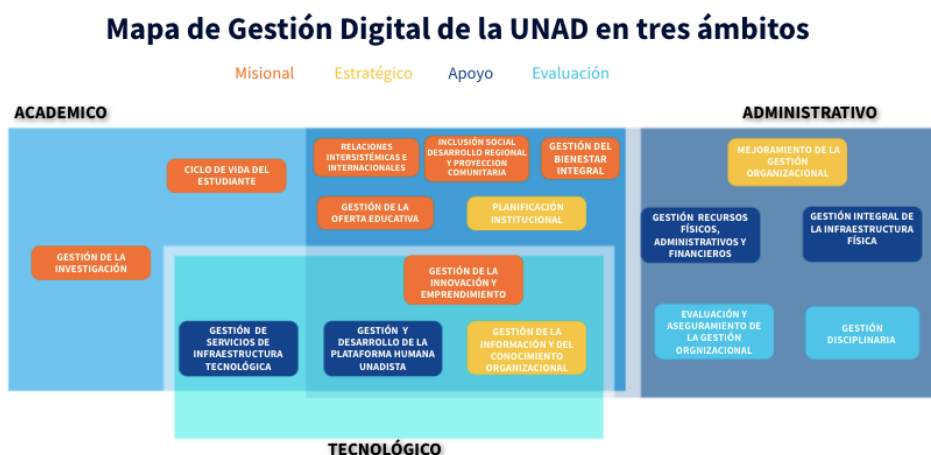 Mapa de Gestión Digital de la UNAD en tres ámbitos
Misional Estratégico Apoyo Evaluación
ACADEMICO
ADMINISTRATIVO
CICLO DE VIDA DEL
ESTUDIANTE
RELACIONES
INTERSISTÉMICAS E
INTERNACIONALES
INCLUSIÓN SOCIAL
DESARROLLO REGIONAL
Y PROYECCION
COMUNITARIA
GESTIÓN DEL
BIENESTAR
INTEGRAL
MEJORAMIENTO DE LA
GESTIÓN
ORGANIZACIONAL
GESTIÓN DE LA
OFERTA EDUCATIVA
PLANIFICACIÓN
INSTITUCIONAL
GESTIÓN RECURSOS
FÍSICOS,
ADMINISTRATIVOS Y
FINANCIEROS
GESTIÓN INTEGRAL DE
LA INFRAESTRUCTURA
FÍSICA
GESTIÓN DE LA
INVESTIGACIÓN
GESTIÓN DE LA
INNOVACIÓN Y
EMPRENDIMIENTO
GESTIÓN DE
SERVICIOS DE
INFRAESTRUCTURA
TECNOLÓGICA
GESTIÓN Y
DESARROLLO DE LA
PLATAFORMA HUMANA
UNADISTA
GESTIÓN DE LA
INFORMACIÓN Y DEL
CONOCIMIENTO
ORGANIZACIONAL
EVALUACIÓN Y
ASEGURAMIENTO DE
LA GESTIÓN
ORGNIZACIONAL
GESTIÓN
DISCIPLINARIA
TECNOLÓGICO